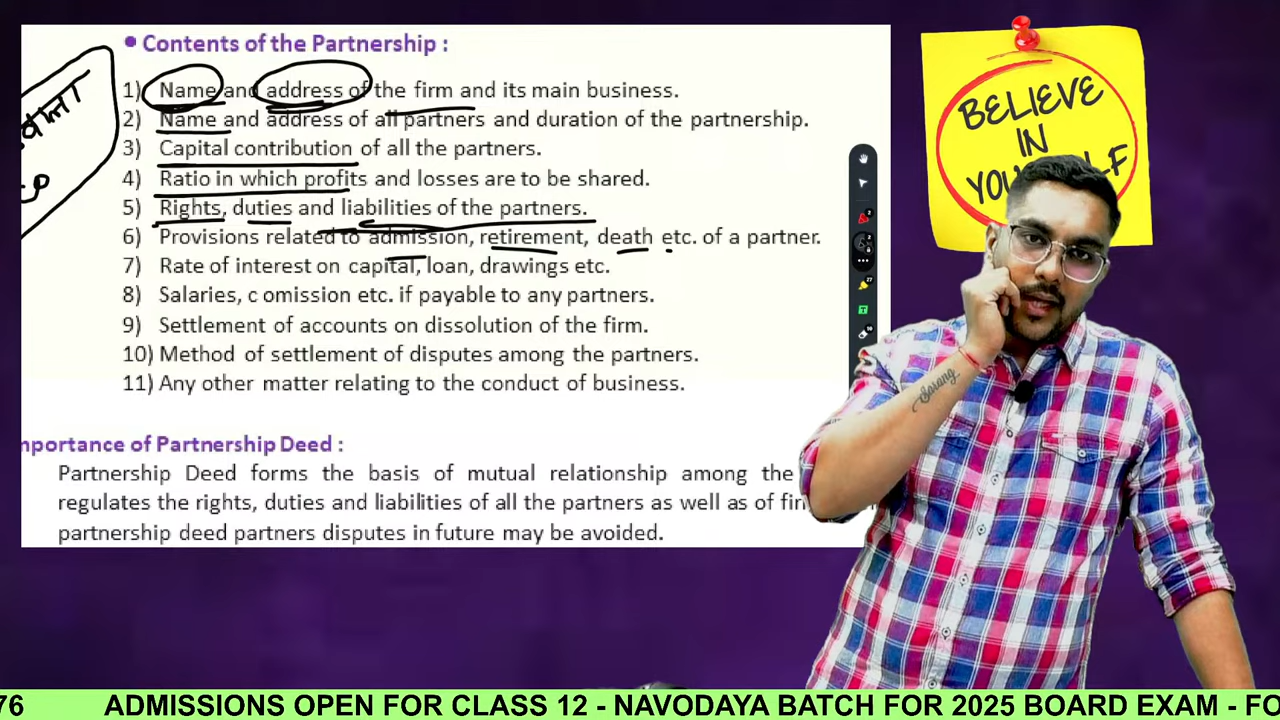 • Contents of the Partnership :
1) Name and address of the firm and its main business.
2) Name and address of all partners and duration of the partnership.
3) Capital contribution of all the partners.
4) Ratio in which profits and losses are to be shared.
5) Rights, duties and liabilities of the partners.
6) Provisions related to admission, retirement, death etc. of a partner.
7) Rate of interest on capital, loan, drawings etc.
8) Salaries, c omission etc. if payable to any partners.
9) Settlement of accounts on dissolution of the firm.
10) Method of settlement of disputes among the partners.
11) Any other matter relating to the conduct of business.
mportance of Partnership Deed :
Partnership Deed forms the basis of mutual relationship among the
regulates the rights, duties and liabilities of all the partners as well as of
partnership deed partners disputes in future may be avoided.
BELIEVE
IN
Sarang
76 ADMISSIONS OPEN FOR CLASS 12 - NAVODAYA BATCH FOR 2025 BOARD EXAM - FO